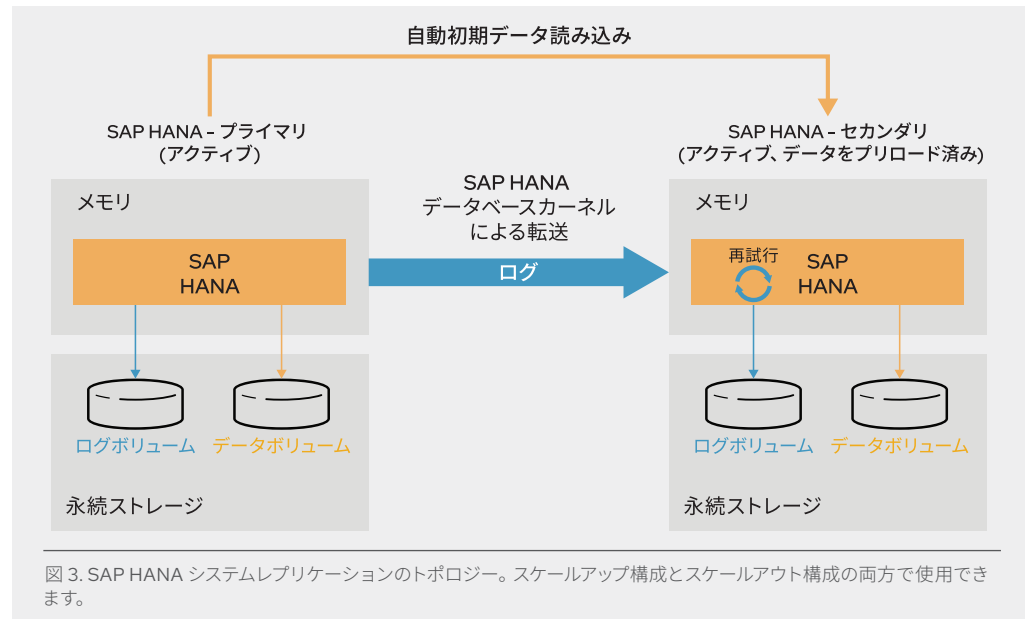 自動初期データ読み込み
SAP HANA - プライマリ
(アクティブ)
SAP HANA - セカンダリ
(アクティブ、データをプリロード済み)
メモリ
SAP
HANA
SAP HANA
データベースカーネル
による転送
ログ
メモリ
再試行
SAP
HANA
ログボリューム
データボリューム
永続ストレージ
ログボリューム
データボリューム
永続ストレージ
図 3. SAP HANA システムレプリケーションのトポロジー。スケールアップ構成とスケールアウト構成の両方で使用でき
ます。